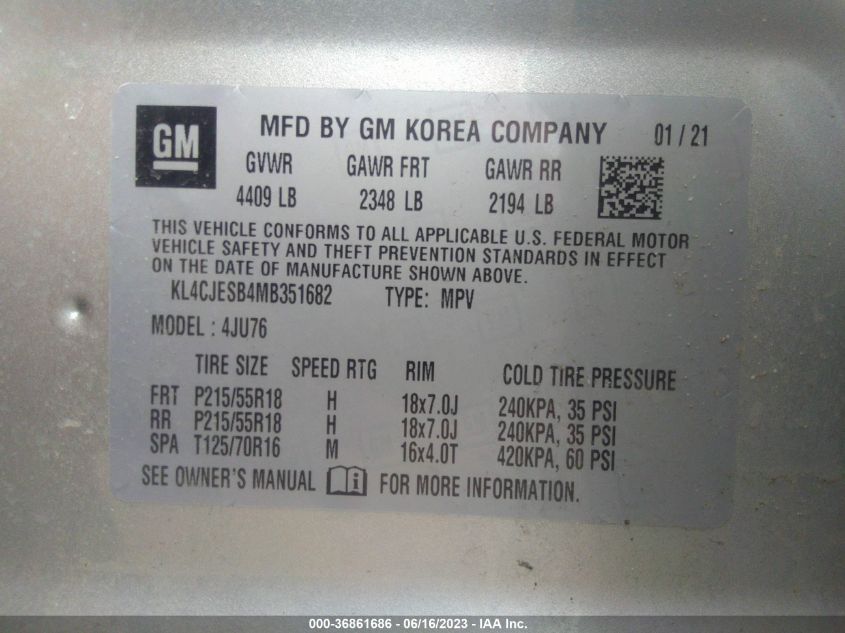 GM MFD BY GM KOREA COMPANY 01 / 21
GVWR GAWR FRT GAWR RR
4409 LB 2348 LB 2194 LB
THIS VEHICLE CONFORMS TO ALL APPLICABLE U.S. FEDERAL MOTOR
VEHICLE SAFETY AND THEFT PREVENTION STANDARDS IN EFFECT
ON THE DATE OF MANUFACTURE SHOWN ABOVE.
KL4CJESB4MB351682 TYPE: MPV
MODEL : 4JU76
TIRE SIZE SPEED RTG RIM COLD TIRE PRESSURE
FRT P215/55R18 H 18x7.0J 240KPA, 35 PSI
RR P215/55R18 H 18x7.0J 240KPA, 35 PSI
SPA T125/70R16 M 16x4.0T 420KPA, 60 PSI
SEE OWNER'S MANUAL FOR MORE INFORMATION.
000-36861686 - 06/16/2023 - IAA Inc.